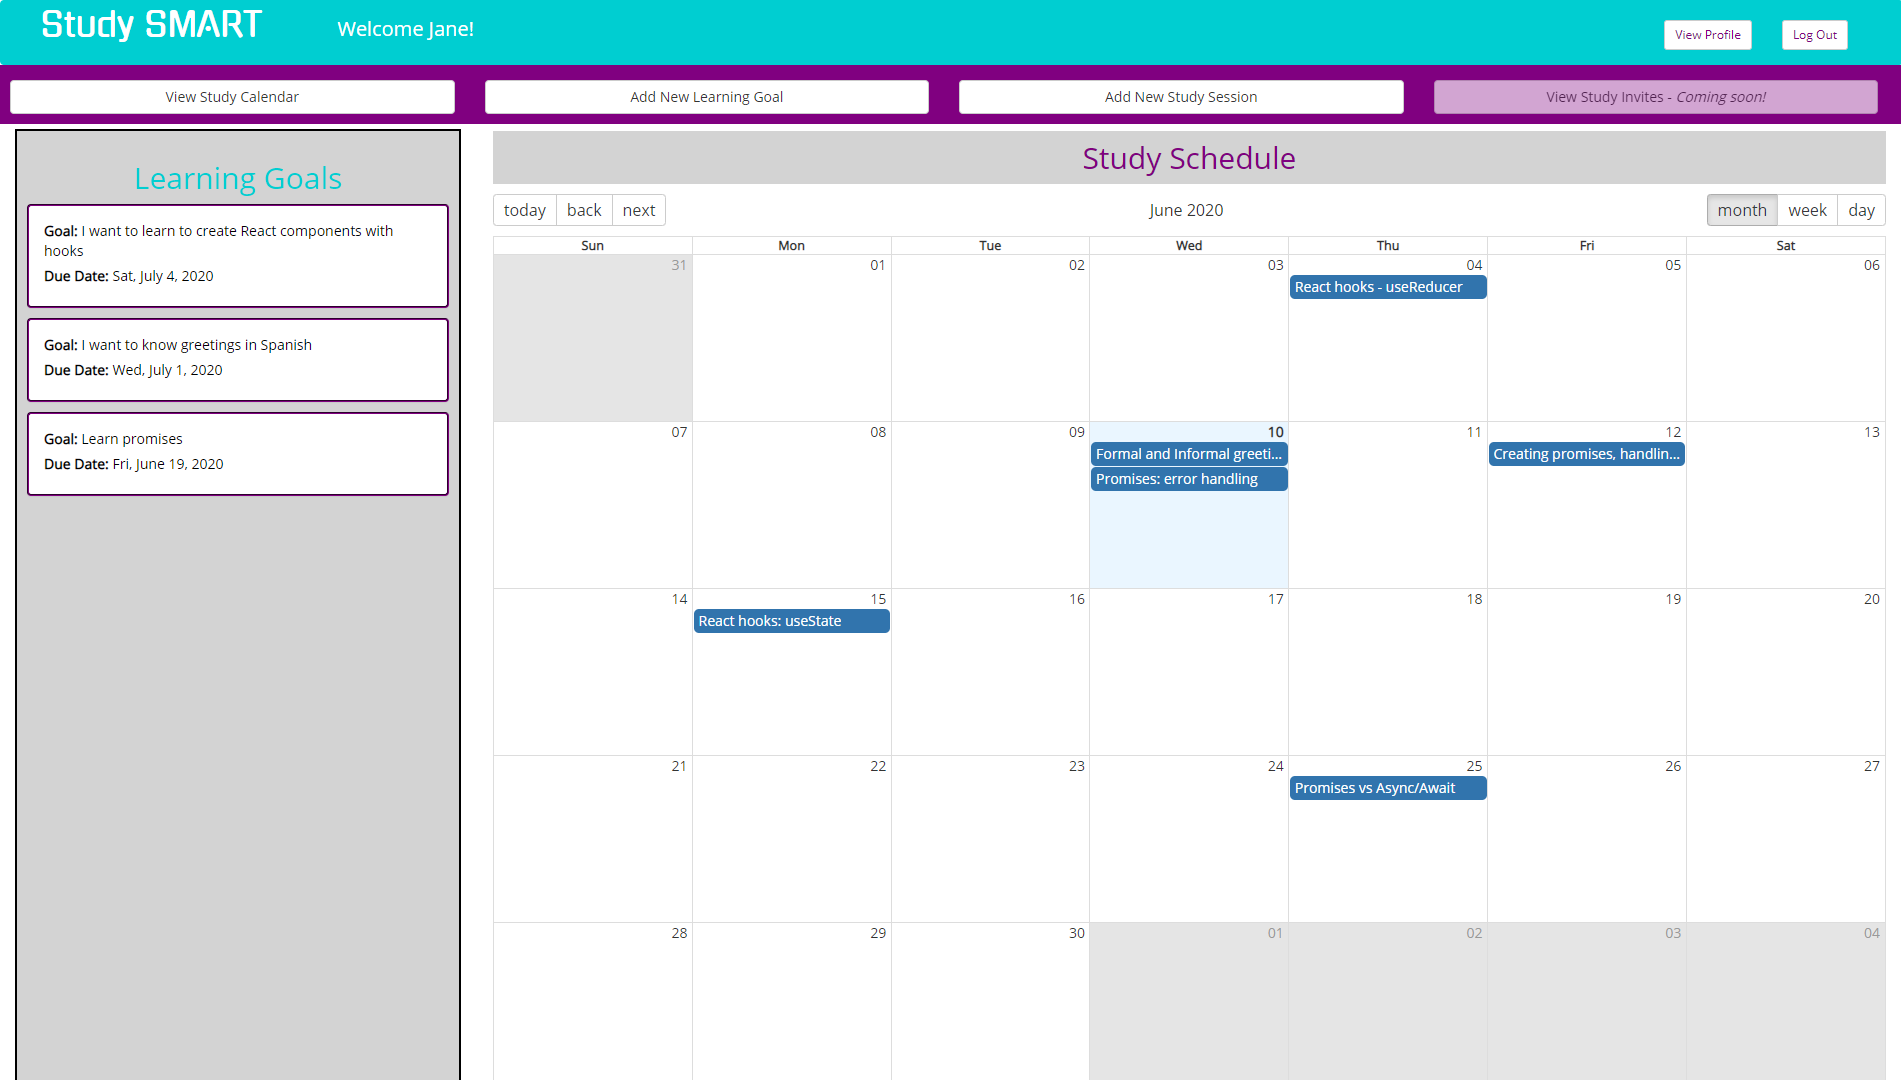 Study SMART
Welcome Jane!
View Profile
Log Out
View Study Calendar
Add New Learning Goal
Add New Study Session
View Study Invites - Coming soon!
Learning Goals
Goal: I want to learn to create React components with
hooks
Due Date: Sat, July 4, 2020
Goal: I want to know greetings in Spanish
Due Date: Wed, July 1, 2020
Goal: Learn promises
Due Date: Fri, June 19, 2020
Study Schedule
today back next
June 2020
month week day
Sun Mon Tue Wed Thu Fri Sat
31 01 02 03 04 05 06
React hooks - useReducer
07 08 09 10 11 12 13
Formal and Informal greeti...
Creating promises, handlin...
Promises: error handling
14 15 16 17 18 19 20
React hooks: useState
21 22 23 24 25 26 27
Promises vs Async/Await
28 29 30 01 02 03 04